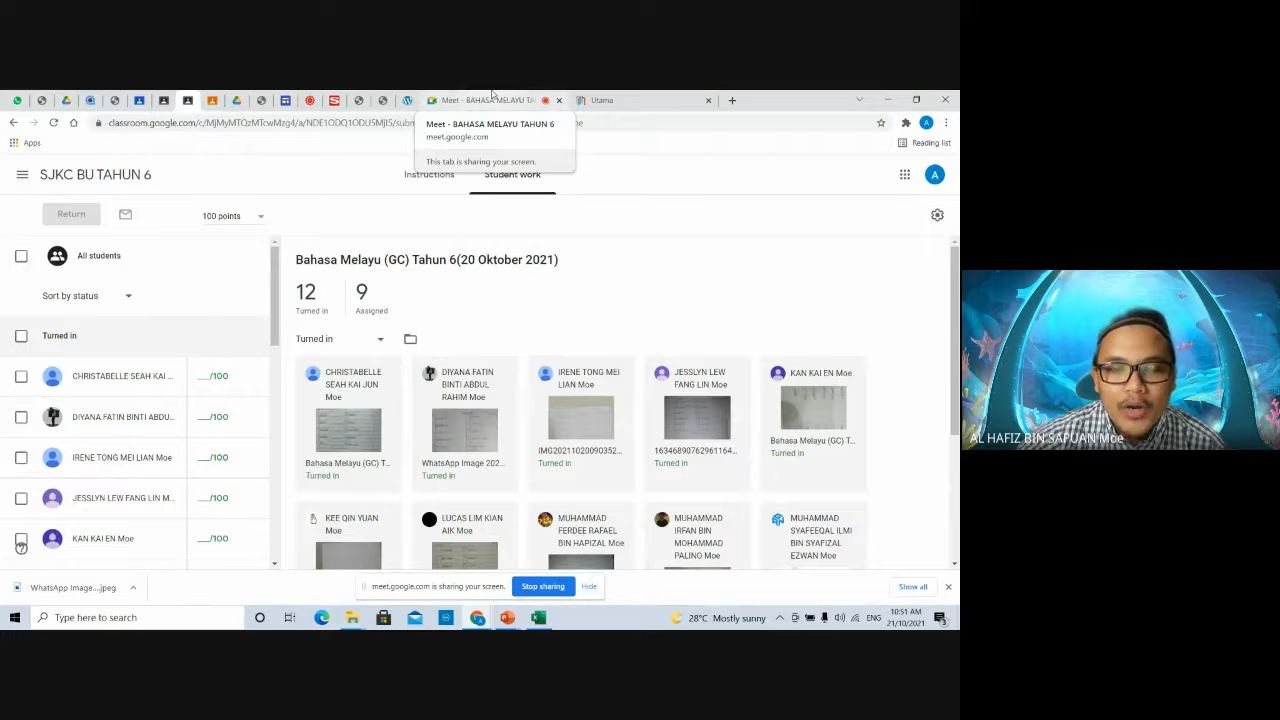 Meet - BAHASA MELAYU TA
Utama
Meet - BAHASA MELAYU TAHUN 6
meet.google.com
This tab is sharing your screen.
classroom.google.com/c/
Apps
Reading list
SJKC BU TAHUN 6
Instructions
Student work
A
A
Return
100 points
All students
Sort by status
Turned in
CHRISTABELLE SEAH KAI ...
___/100
DIYANA FATIN BINTI ABDU...
___/100
IRENE TONG MEI LIAN Moe
___/100
JESSLYN LEW FANG LIN M...
___/100
KAN KAI EN Moe
___/100
Bahasa Melayu (GC) Tahun 6(20 Oktober 2021)
12
9
Turned in
Assigned
Turned in
CHRISTABELLE
SEAH KAI JUN
Moe
Bahasa Melayu (GC) T...
Turned in
DIYANA FATIN
BINTI ABDUL
RAHIM Moe
WhatsApp Image 202...
Turned in
IRENE TONG MEI
LIAN Moe
IMG20211020090352...
Turned in
JESSLYN LEW
FANG LIN Moe
16346890762961164...
Turned in
KAN KAI EN Moe
Bahasa Melayu (GC) T...
Turned in
KEE QIN YUAN
Moe
LUCAS LIM KIAN
AIK Moe
MUHAMMAD
FERDEE RAFAEL
BIN HAPIZAL Moe
MUHAMMAD
IRFAN BIN
MOHAMMAD
PALINO Moe
MUHAMMAD
SYAFEEQAL ILMI
BIN SYAFIZAL
EZWAN Moe
AL HAFIZ BIN SAPUAN Moe
WhatsApp Image....jpeg
meet.google.com is sharing your screen.
Stop sharing
Hide
Show all
Type here to search
28°C Mostly sunny
ENG
10:51 AM
21/10/2021
3